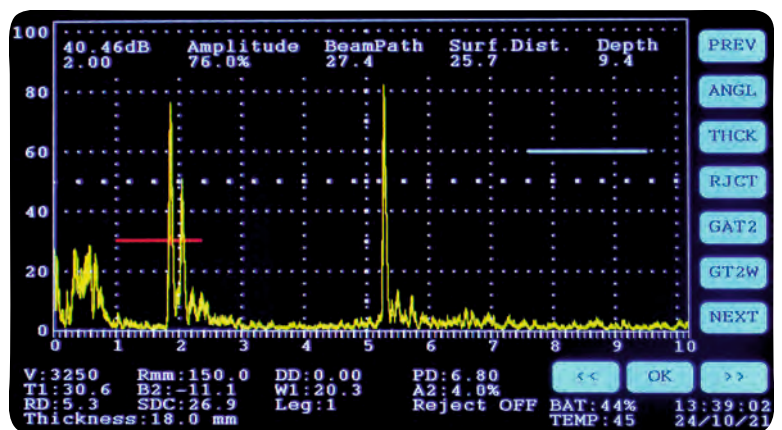 100
40.46dB Amplitude BeamPath Surf.Dist. Depth
2.00 76.0% 27.4 25.7 9.4
80
60
40
20
0
0 1 2 3 4 5 6 7 8 9 10
PREV
ANGL
THCK
RJCT
GAT2
GT2W
NEXT
<< OK >>
V:3250 Rmm:150.0 DD:0.00 PD:6.80
T1:30.6 B2:-11.1 W1:20.3 A2:4.0%
RD:5.3 SDC:26.9 Leg:1 Reject OFF BAT:44% 13:39:02
Thickness:18.0 mm TEMP:45 24/10/21